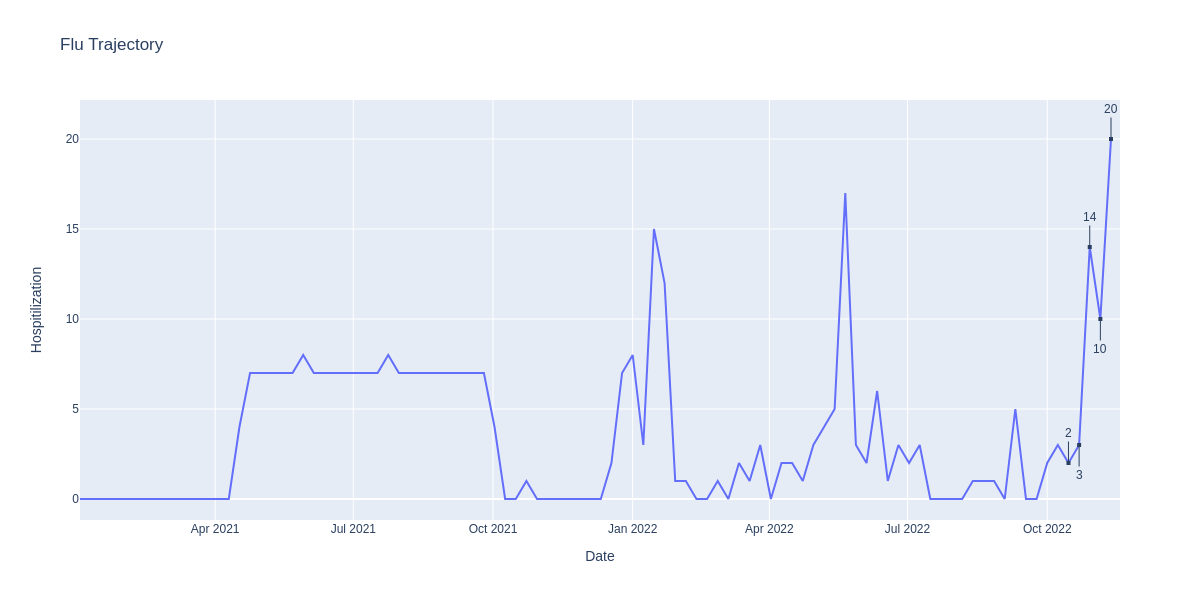 Flu Trajectory
20
20
15
14
10
10
5
2
3
0
Apr 2021
Jul 2021
Oct 2021
Jan 2022
Apr 2022
Jul 2022
Oct 2022
Date
Hospitilization